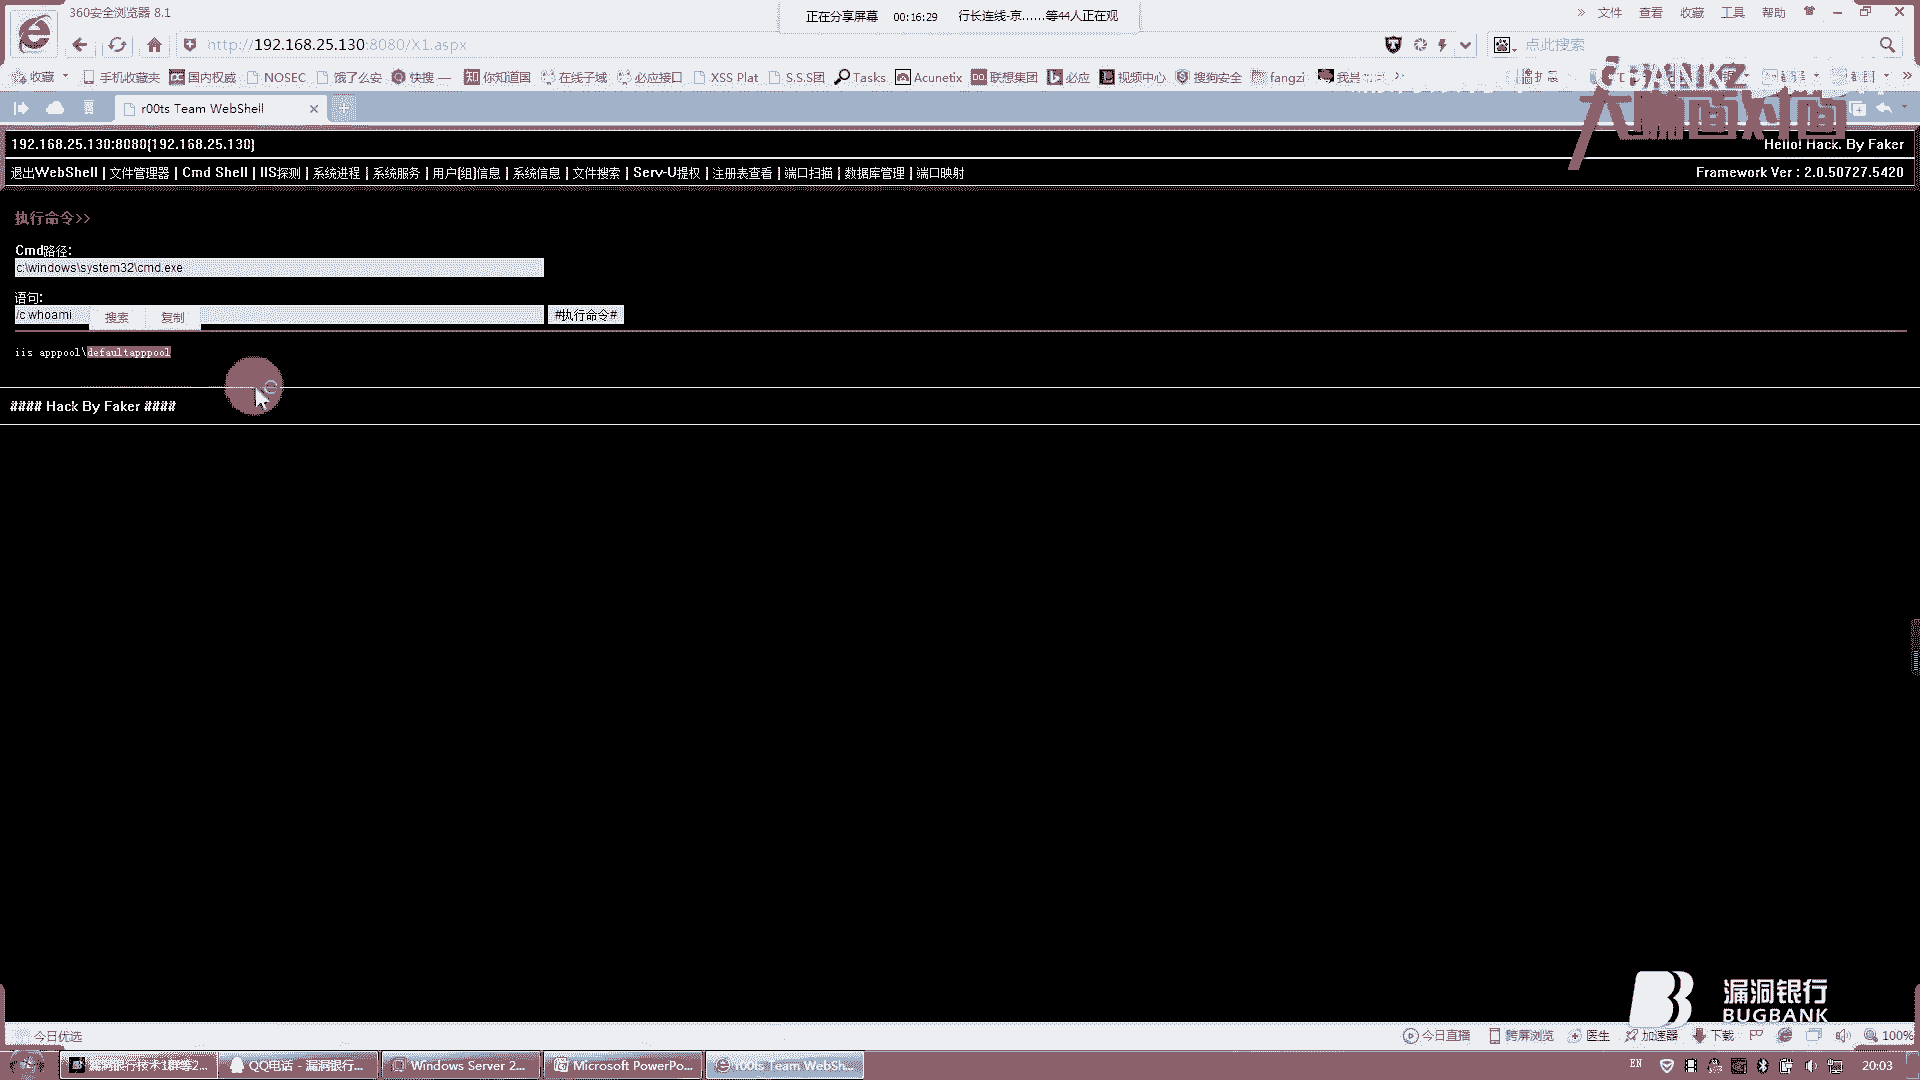 360安全浏览器 8.1
正在分享屏幕 00:16:29 行长连线-京……等44人正在观
文件 查看 收藏 工具 帮助
http://192.168.25.130:8080/X1.aspx
点此搜索
收藏 手机收藏夹 国内权威 NOSEC 饿了么安 快搜 — 你知道国 在线子域 必应接口 XSS Plat S.S.S团 Tasks Acunetix 联想集团 必应 视频中心 搜狗安全 fangzi 我是
扩展
BANKZ
大咖面对面
r00ts Team WebShell
192.168.25.130:8080(192.168.25.130)
Hello! Hack. By Faker
退出WebShell | 文件管理器 | Cmd Shell | IIS探测 | 系统进程 | 系统服务 | 用户(组)信息 | 系统信息 | 文件搜索 | Serv-U提权 | 注册表查看 | 端口扫描 | 数据库管理 | 端口映射
Framework Ver : 2.0.50727.5420
执行命令>>
Cmd路径:
c:\windows\system32\cmd.exe
语句:
/c whoami
搜索 复制
#执行命令#
iis apppool\defaultapppool
#### Hack By Faker ####
漏洞银行
BUGBANK
今日优选
今日直播 跨屏浏览 医生 加速器 下载 100%
漏洞银行技术1群等2... QQ电话 - 漏洞银行... Windows Server 2... Microsoft PowerPo... r00ts Team WebSh...
EN 20:03